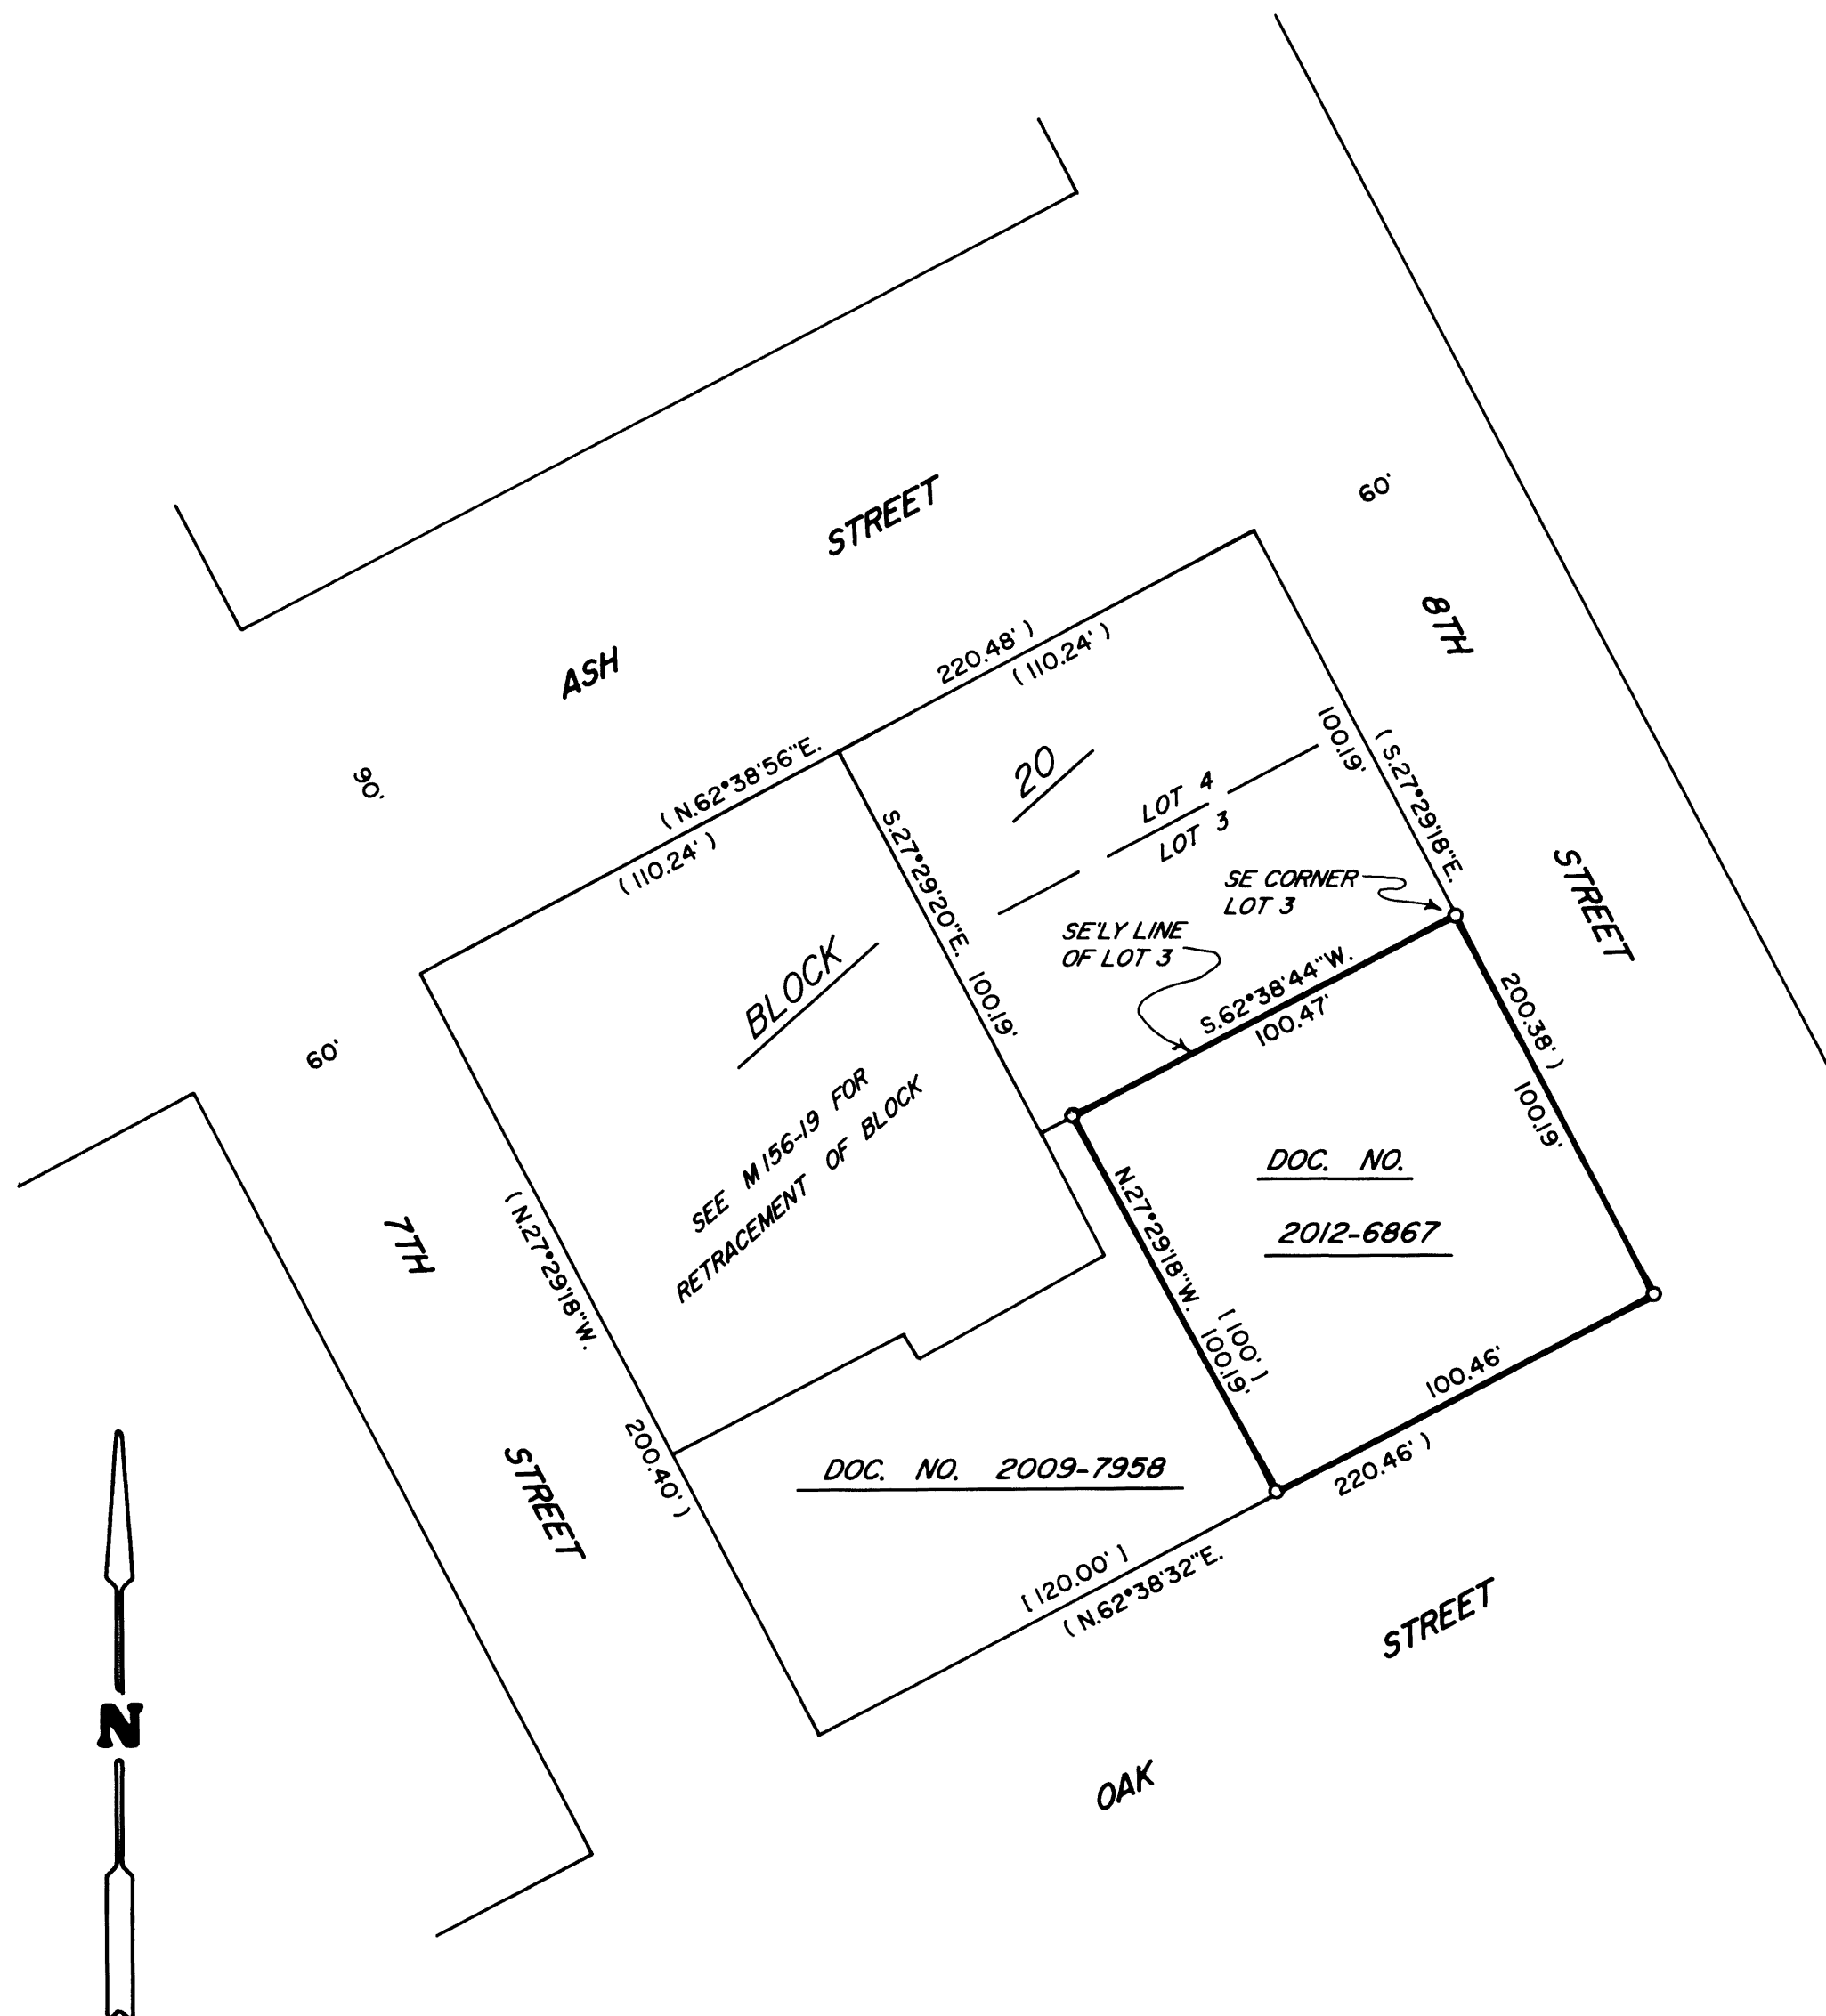 STREET
60'
ASH
220.48' )
( 110.24' )
8TH
90'
( N.62°38'56"E.
( 110.24' )
20
100.19'
LOT 4
LOT 3
( S.27°29'18"E.
S.27°29'20"E. 100.19'
SE CORNER
LOT 3
STREET
SE'LY LINE
OF LOT 3
S.62°38'44"W.
100.47'
200.38' )
BLOCK
60'
SEE M156-19 FOR
RETRACEMENT OF BLOCK
100.19'
DOC. NO.
2012-6867
7TH
( N.27°29'18"W.
N.27°29'18"W.
[ 100' ]
100.19'
100.46'
220.46' )
200.40' )
STREET
DOC. NO. 2009-7958
[ 120.00' ]
( N.62°38'32"E.
STREET
OAK
N